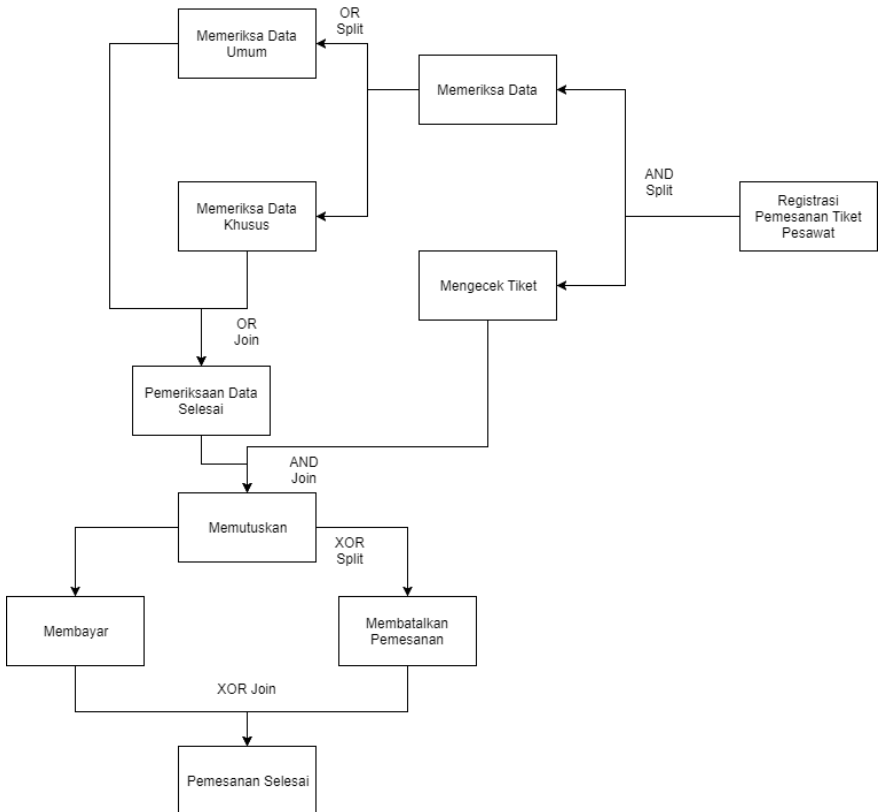 OR
Split
Memeriksa Data
Umum
Memeriksa Data
AND
Split
Registrasi
Pemesanan Tiket
Pesawat
Memeriksa Data
Khusus
Mengecek Tiket
OR
Join
Pemeriksaan Data
Selesai
AND
Join
Memutuskan
XOR
Split
Membayar
Membatalkan
Pemesanan
XOR Join
Pemesanan Selesai